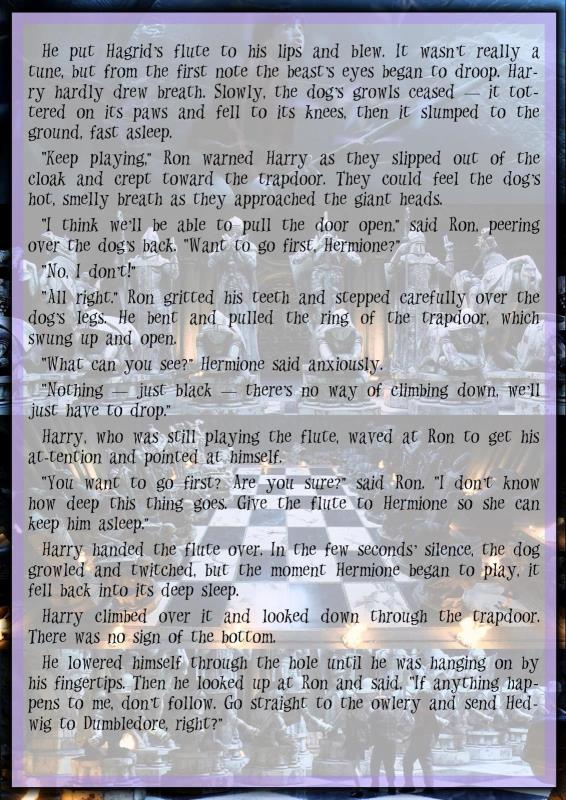 He put Hagrid's flute to his lips and blew. It wasn't really a
tune, but from the first note the beast's eyes began to droop. Har-
ry hardly drew breath. Slowly, the dog's growls ceased — it tot-
tered on its paws and fell to its knees, then it slumped to the
ground, fast asleep.
"Keep playing," Ron warned Harry as they slipped out of the
cloak and crept toward the trapdoor. They could feel the dog's
hot, smelly breath as they approached the giant heads.
"I think we'll be able to pull the door open," said Ron, peering
over the dog's back. "Want to go first, Hermione?"
"No, I don't!"
"All right." Ron gritted his teeth and stepped carefully over the
dog's legs. He bent and pulled the ring of the trapdoor, which
swung up and open.
"What can you see?" Hermione said anxiously.
"Nothing — just black — there's no way of climbing down, we'll
just have to drop."
Harry, who was still playing the flute, waved at Ron to get his
at-tention and pointed at himself.
"You want to go first? Are you sure?" said Ron. "I don't know
how deep this thing goes. Give the flute to Hermione so she can
keep him asleep."
Harry handed the flute over. In the few seconds' silence, the dog
growled and twitched, but the moment Hermione began to play, it
fell back into its deep sleep.
Harry climbed over it and looked down through the trapdoor.
There was no sign of the bottom.
He lowered himself through the hole until he was hanging on by
his fingertips. Then he looked up at Ron and said, "If anything hap-
pens to me, don't follow. Go straight to the owlery and send Hed-
wig to Dumbledore, right?"